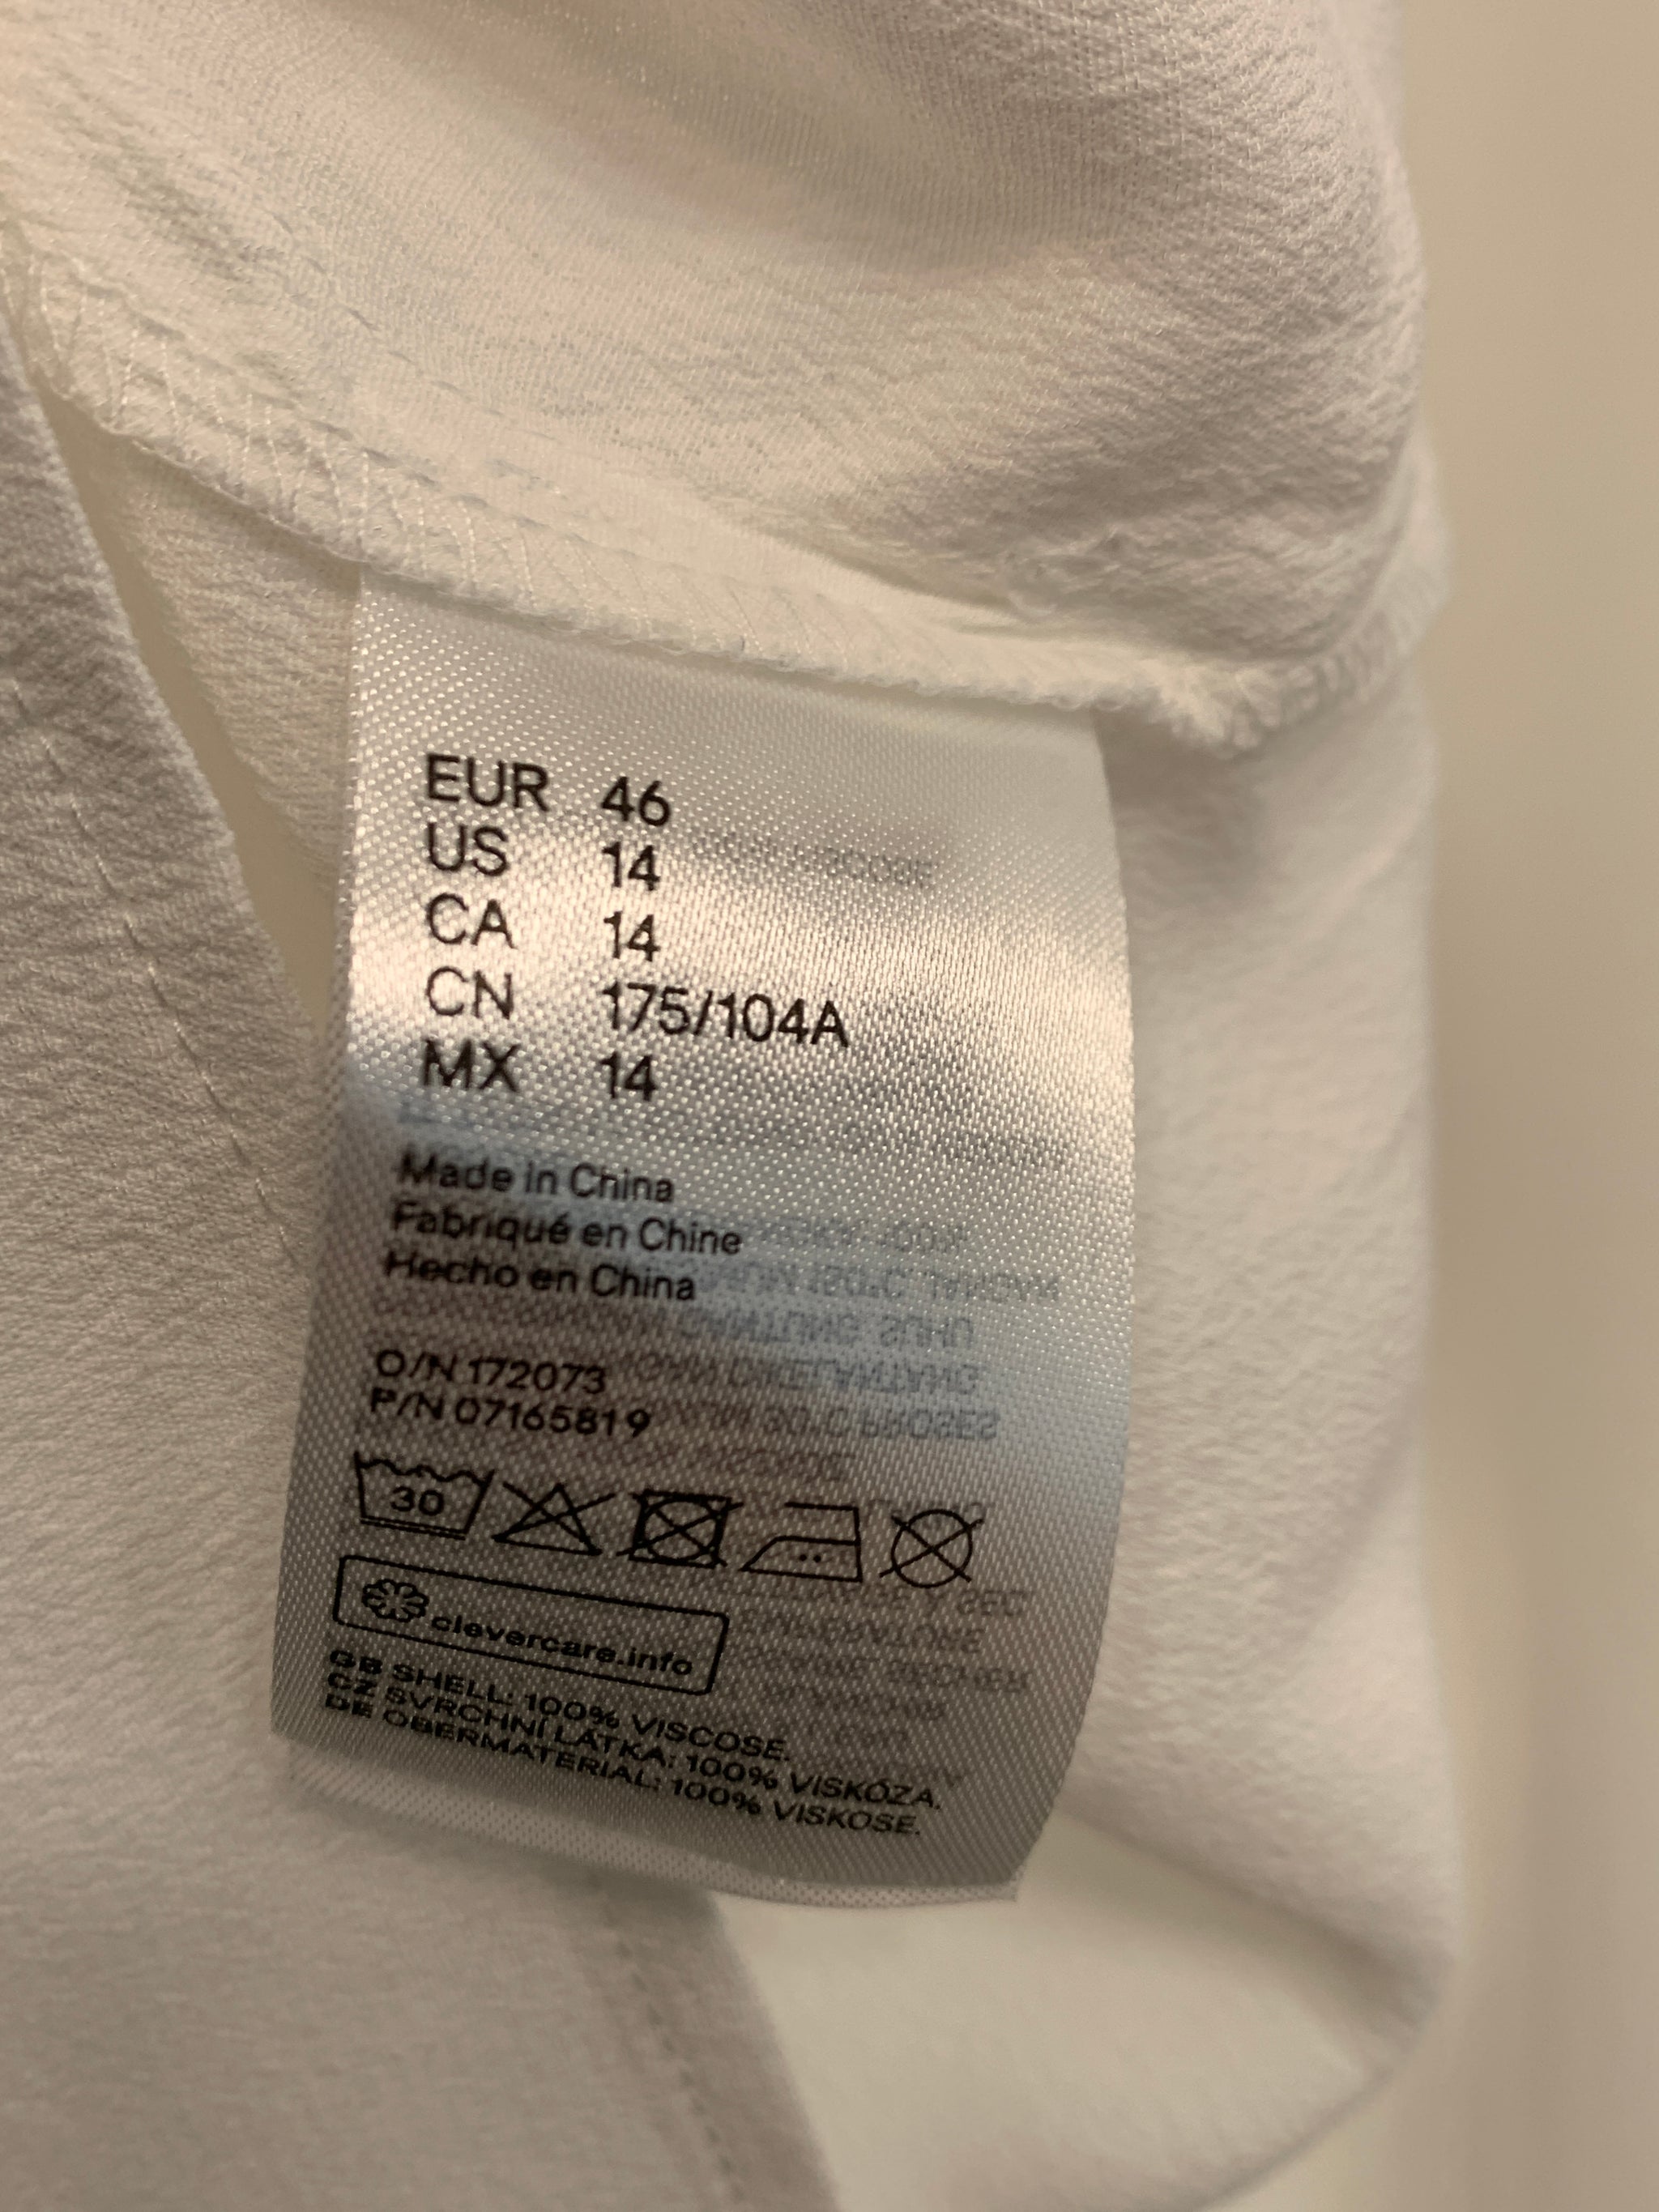 EUR 46
US 14
CA 14
CN 175/104A
MX 14
Made in China
Fabriqué en Chine
Hecho en China
O/N 172073
P/N 07165819
30
clevercare.info
GB SHELL: 100% VISCOSE.
CZ SVRCHNÍ LÁTKA: 100% VISKÓZA.
DE OBERMATERIAL: 100% VISKOSE.